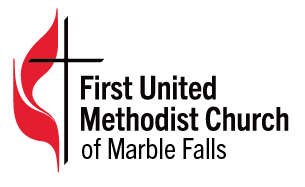 First United
Methodist Church
of Marble Falls